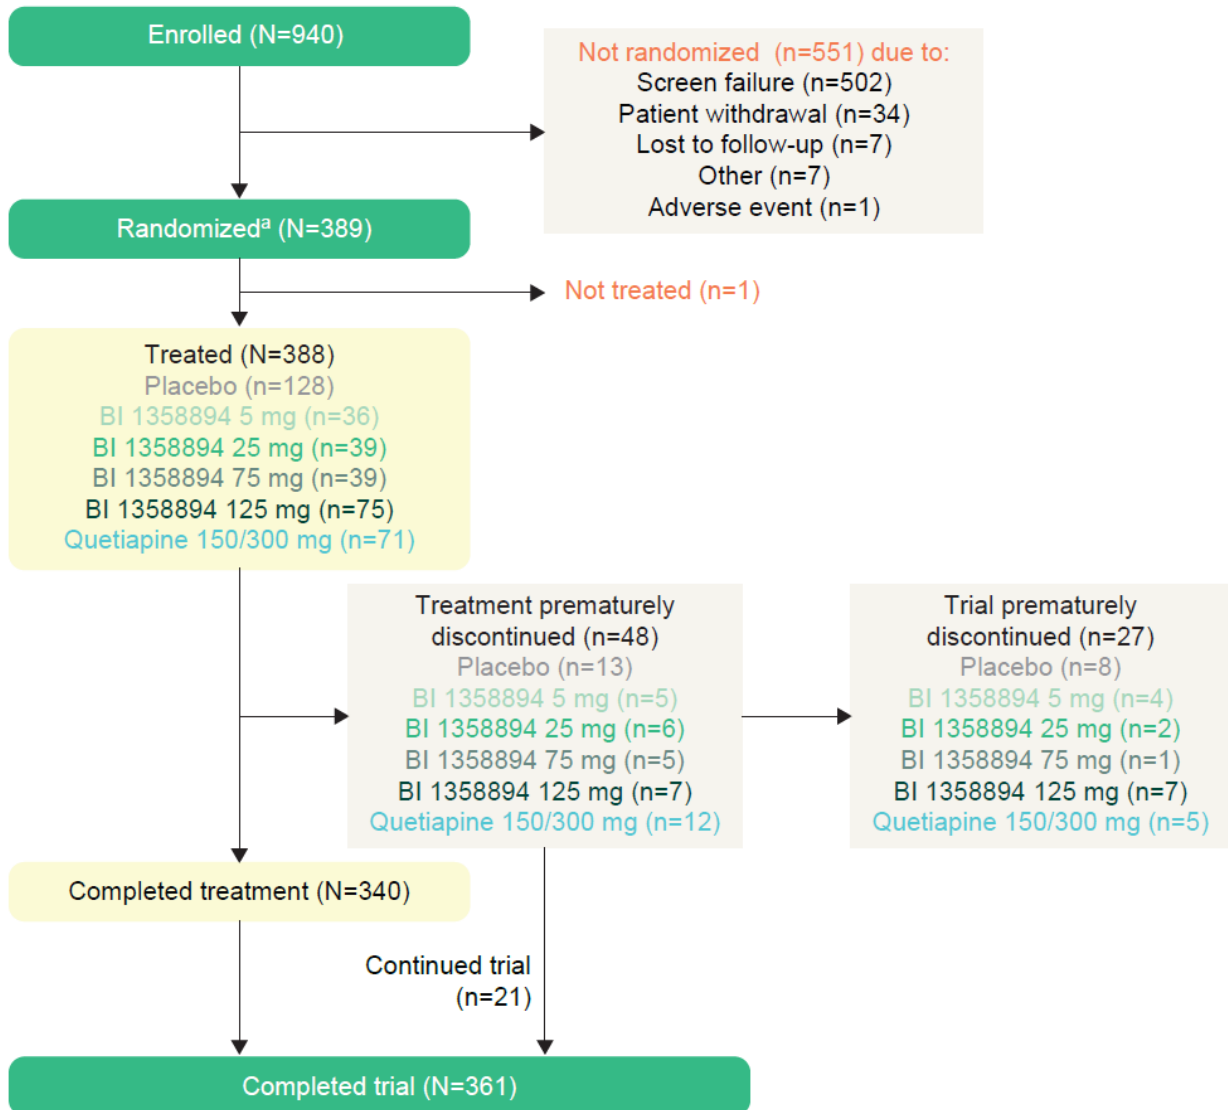 Enrolled (N=940)
Not randomized (n=551) due to:
Screen failure (n=502)
Patient withdrawal (n=34)
Lost to follow-up (n=7)
Other (n=7)
Adverse event (n=1)
Randomizedᵃ (N=389)
Not treated (n=1)
Treated (N=388)
Placebo (n=128)
BI 1358894 5 mg (n=36)
BI 1358894 25 mg (n=39)
BI 1358894 75 mg (n=39)
BI 1358894 125 mg (n=75)
Quetiapine 150/300 mg (n=71)
Treatment prematurely
discontinued (n=48)
Placebo (n=13)
BI 1358894 5 mg (n=5)
BI 1358894 25 mg (n=6)
BI 1358894 75 mg (n=5)
BI 1358894 125 mg (n=7)
Quetiapine 150/300 mg (n=12)
Trial prematurely
discontinued (n=27)
Placebo (n=8)
BI 1358894 5 mg (n=4)
BI 1358894 25 mg (n=2)
BI 1358894 75 mg (n=1)
BI 1358894 125 mg (n=7)
Quetiapine 150/300 mg (n=5)
Completed treatment (N=340)
Continued trial
(n=21)
Completed trial (N=361)